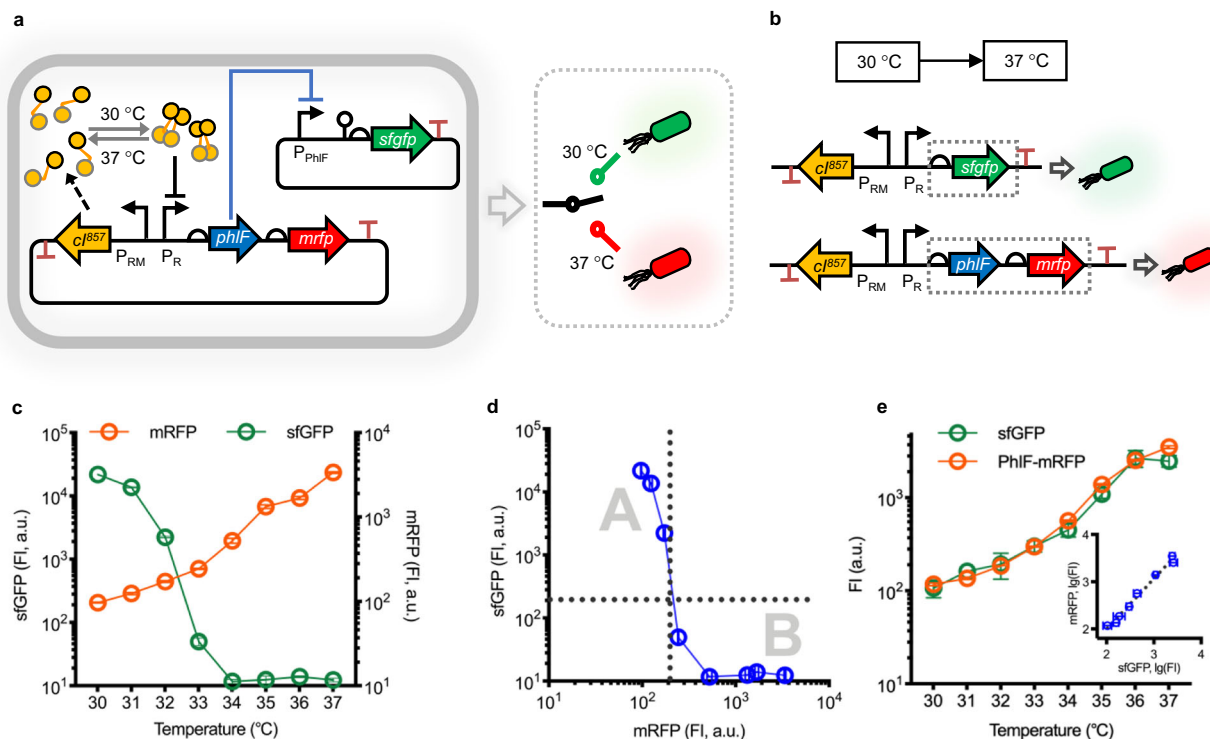 a
30 °C
37 °C
P_PhlF
sfgfp
cI^857
P_RM
P_R
phlF
mrfp
30 °C
37 °C
b
30 °C
37 °C
cI^857
P_RM
P_R
sfgfp
cI^857
P_RM
P_R
phlF
mrfp
c
mRFP
sfGFP
sfGFP (FI, a.u.)
10^5
10^4
10^3
10^2
10^1
10^4
10^3
10^2
10^1
mRFP (FI, a.u.)
30 31 32 33 34 35 36 37
Temperature (°C)
d
sfGFP (FI, a.u.)
10^5
10^4
10^3
10^2
10^1
A
B
10^1 10^2 10^3 10^4
mRFP (FI, a.u.)
e
sfGFP
PhlF-mRFP
FI (a.u.)
10^3
10^2
10^1
30 31 32 33 34 35 36 37
Temperature (°C)
mRFP, lg(FI)
4
3
2
2 3 4
sfGFP, lg(FI)